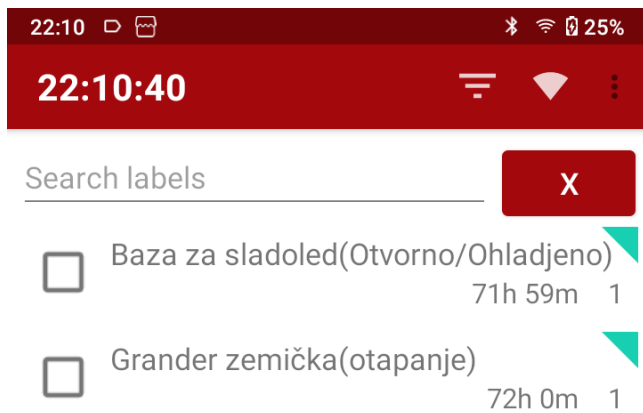 22:10 25%
22:10:40
Search labels X
Baza za sladoled(Otvorno/Ohladjeno)
71h 59m 1
Grander zemička(otapanje)
72h 0m 1